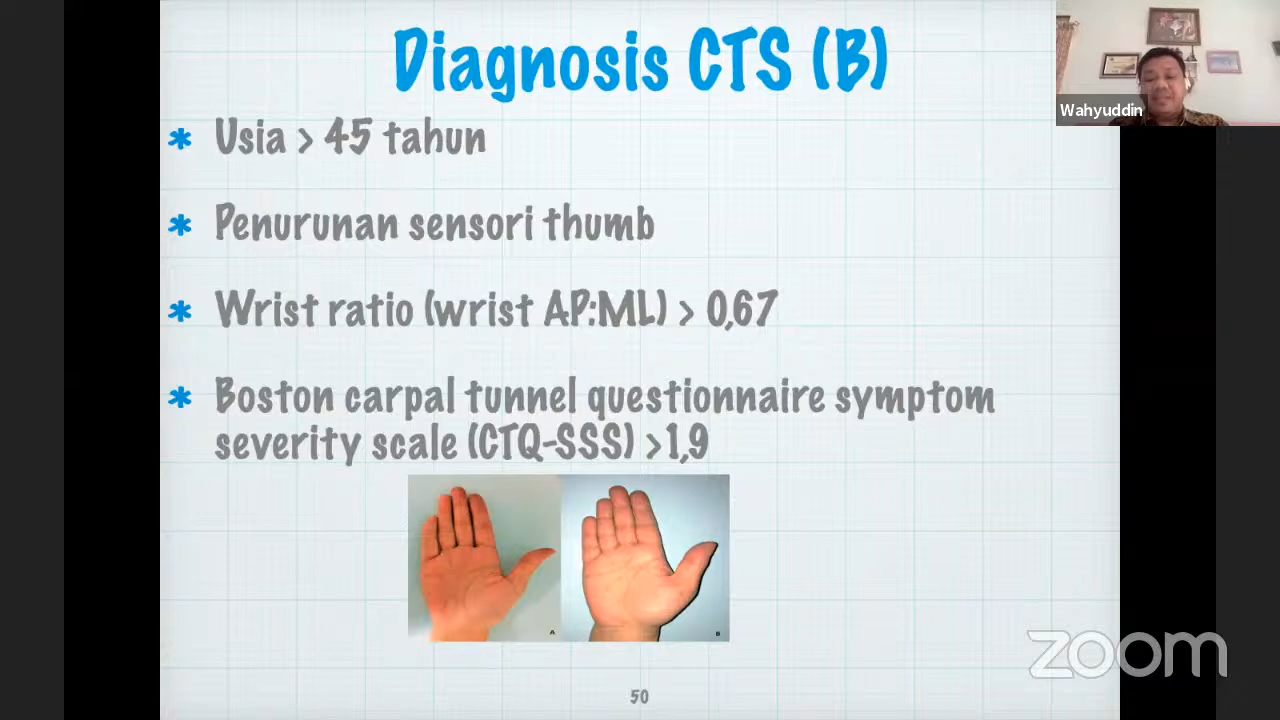 Diagnosis CTS (B)
Wahyuddin
* Usia > 45 tahun
* Penurunan sensori thumb
* Wrist ratio (wrist AP:ML) > 0,67
* Boston carpal tunnel questionnaire symptom
severity scale (CTQ-SSS) >1,9
A
B
zoom
50